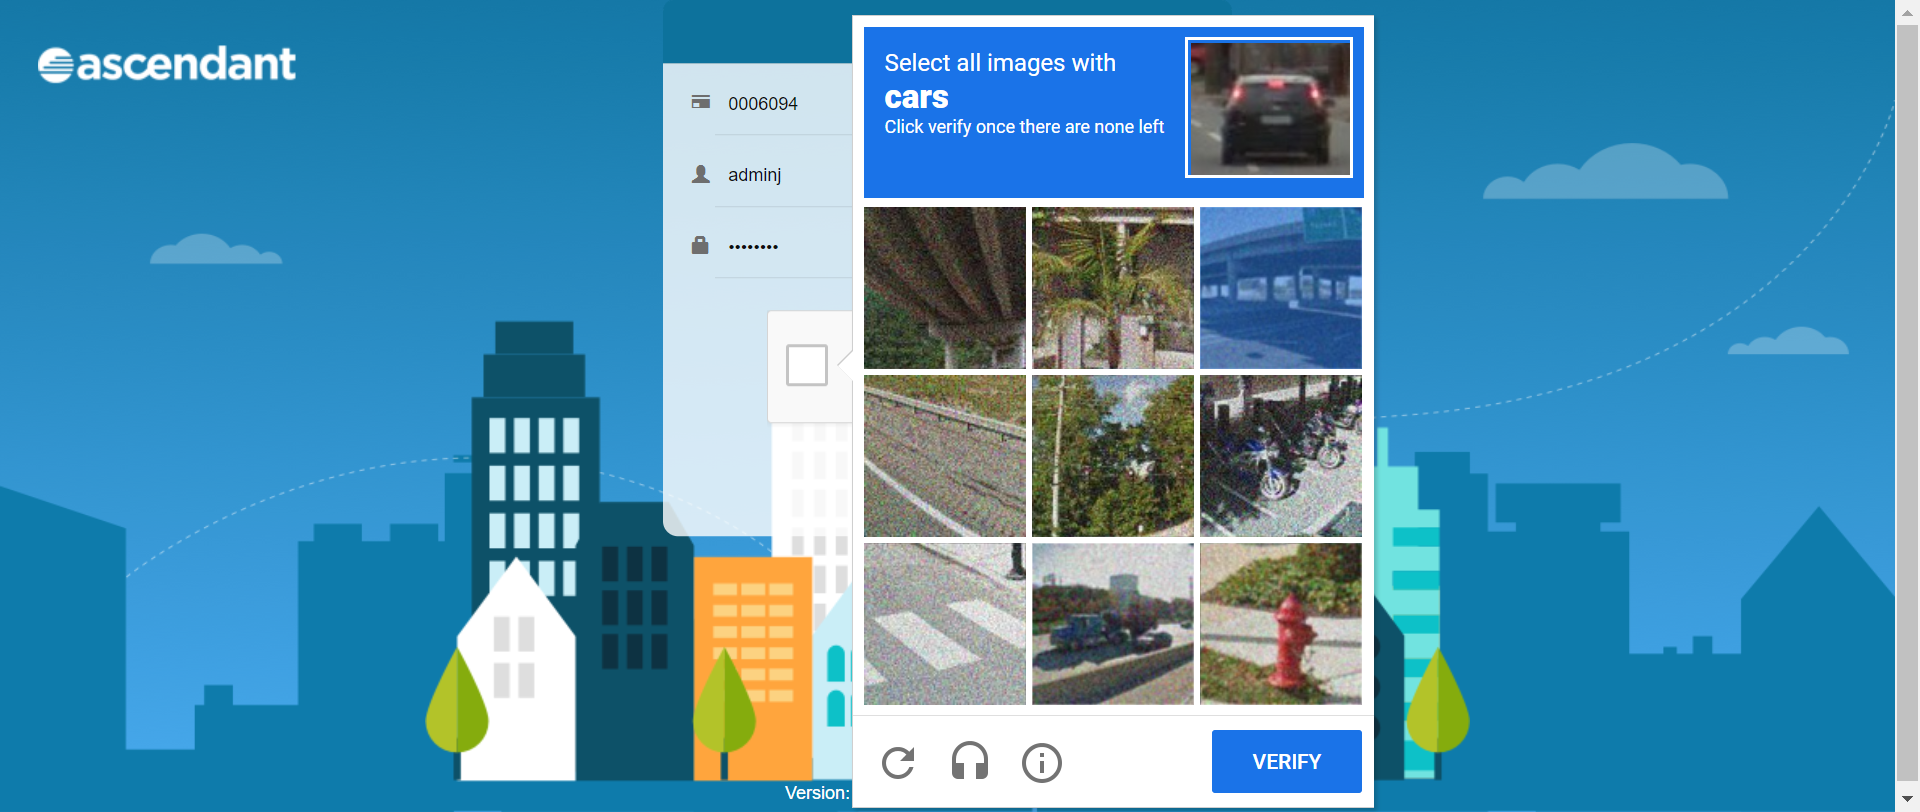 ascendant
0006094
adminj
••••••••
Select all images with
cars
Click verify once there are none left
VERIFY
Version: